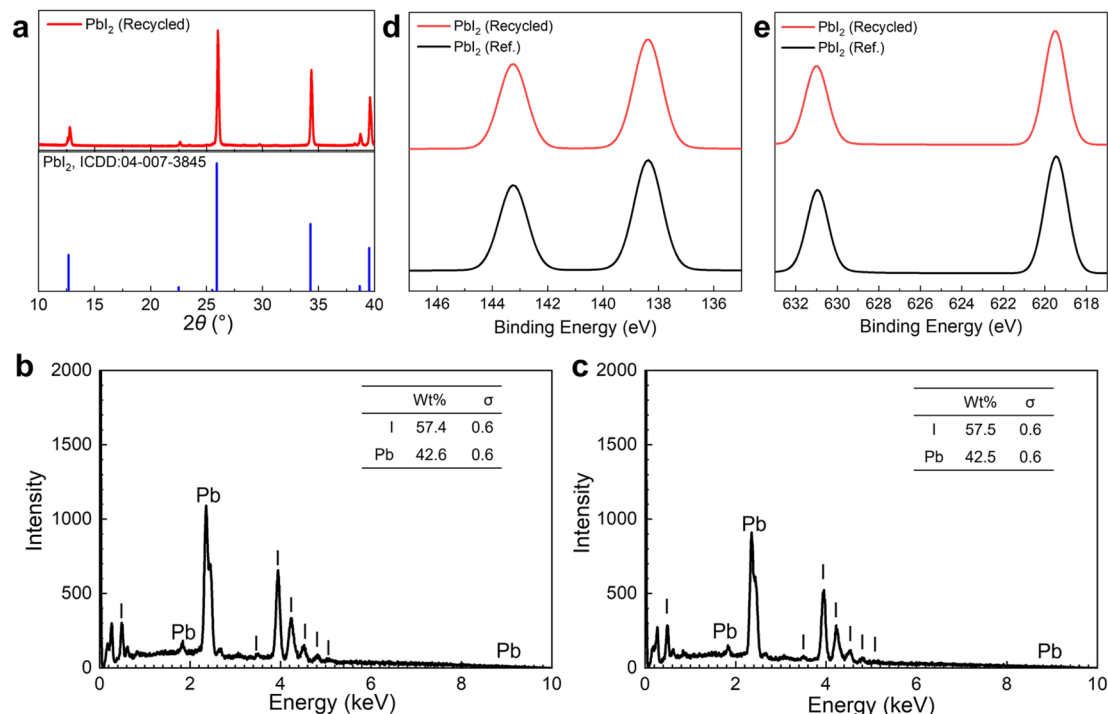 a
PbI2 (Recycled)
PbI2, ICDD:04-007-3845
10 15 20 25 30 35 40
2θ (°)
d
PbI2 (Recycled)
PbI2 (Ref.)
146 144 142 140 138 136
Binding Energy (eV)
e
PbI2 (Recycled)
PbI2 (Ref.)
632 630 628 626 624 622 620 618
Binding Energy (eV)
b
2000
1500
1000
500
0
Intensity
Wt% σ
I 57.4 0.6
Pb 42.6 0.6
Pb
I
I
I
Pb
I
I
I
I
Pb
0 2 4 6 8 10
Energy (keV)
c
2000
1500
1000
500
0
Intensity
Wt% σ
I 57.5 0.6
Pb 42.5 0.6
Pb
I
I
I
Pb
I
I
I
I
Pb
0 2 4 6 8 10
Energy (keV)